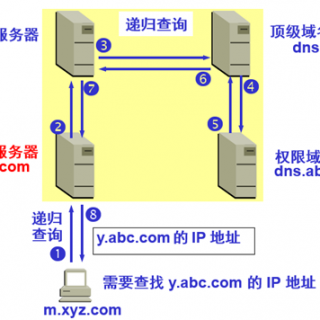 递归查询
服务器
顶级域名
dns.
③
⑥
⑦
④
②
⑤
服务器
com
权限域
dns.ab
递归
查询
⑧
①
y.abc.com 的 IP 地址
需要查找 y.abc.com 的 IP 地址
m.xyz.com